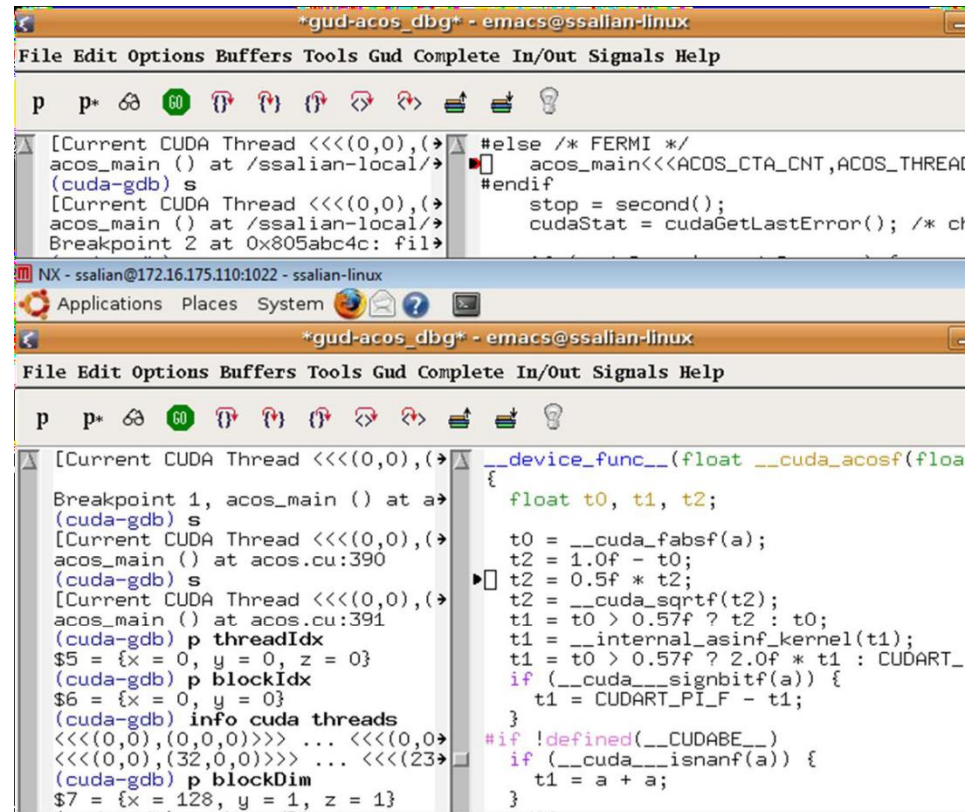 *gud-acos_dbg* - emacs@ssalian-linux
File Edit Options Buffers Tools Gud Complete In/Out Signals Help
p p* GO
[Current CUDA Thread <<<(0,0),(
acos_main () at /ssalian-local/
(cuda-gdb) s
[Current CUDA Thread <<<(0,0),(
acos_main () at /ssalian-local/
Breakpoint 2 at 0x805abc4c: fil
#else /* FERMI */
acos_main<<<ACOS_CTA_CNT,ACOS_THREAD
#endif
stop = second();
cudaStat = cudaGetLastError(); /* ch
NX - ssalian@172.16.175.110:1022 - ssalian-linux
Applications Places System
*gud-acos_dbg* - emacs@ssalian-linux
File Edit Options Buffers Tools Gud Complete In/Out Signals Help
p p* GO
[Current CUDA Thread <<<(0,0),(
Breakpoint 1, acos_main () at a
(cuda-gdb) s
[Current CUDA Thread <<<(0,0),(
acos_main () at acos.cu:390
(cuda-gdb) s
[Current CUDA Thread <<<(0,0),(
acos_main () at acos.cu:391
(cuda-gdb) p threadIdx
$5 = {x = 0, y = 0, z = 0}
(cuda-gdb) p blockIdx
$6 = {x = 0, y = 0}
(cuda-gdb) info cuda threads
<<<(0,0),(0,0,0)>>> ... <<<(0,0
<<<(0,0),(32,0,0)>>> ... <<<(23
(cuda-gdb) p blockDim
$7 = {x = 128, y = 1, z = 1}
__device_func__(float __cuda_acosf(floa
{
float t0, t1, t2;
t0 = __cuda_fabsf(a);
t2 = 1.0f - t0;
t2 = 0.5f * t2;
t2 = __cuda_sqrtf(t2);
t1 = t0 > 0.57f ? t2 : t0;
t1 = __internal_asinf_kernel(t1);
t1 = t0 > 0.57f ? 2.0f * t1 : CUDART_
if (__cuda___signbitf(a)) {
t1 = CUDART_PI_F - t1;
}
#if !defined(__CUDABE__)
if (__cuda___isnanf(a)) {
t1 = a + a;
}